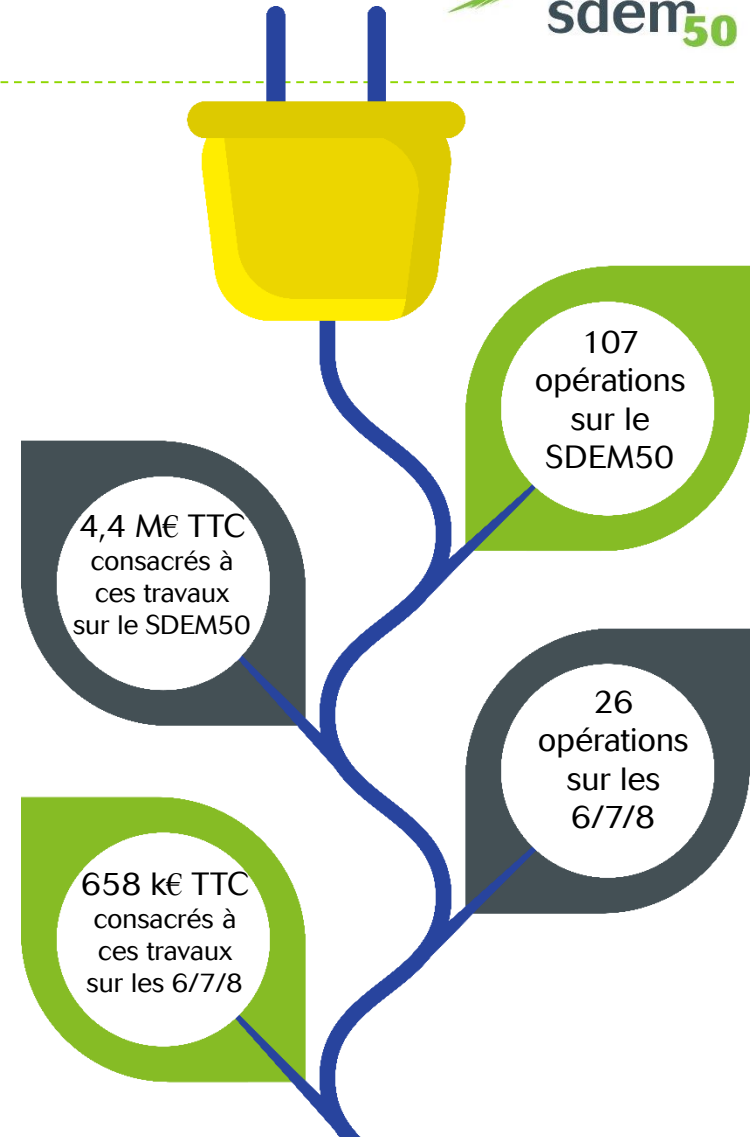 sdem50
107
opérations
sur le
SDEM50
4,4 M€ TTC
consacrés à
ces travaux
sur le SDEM50
26
opérations
sur les
6/7/8
658 k€ TTC
consacrés à
ces travaux
sur les 6/7/8